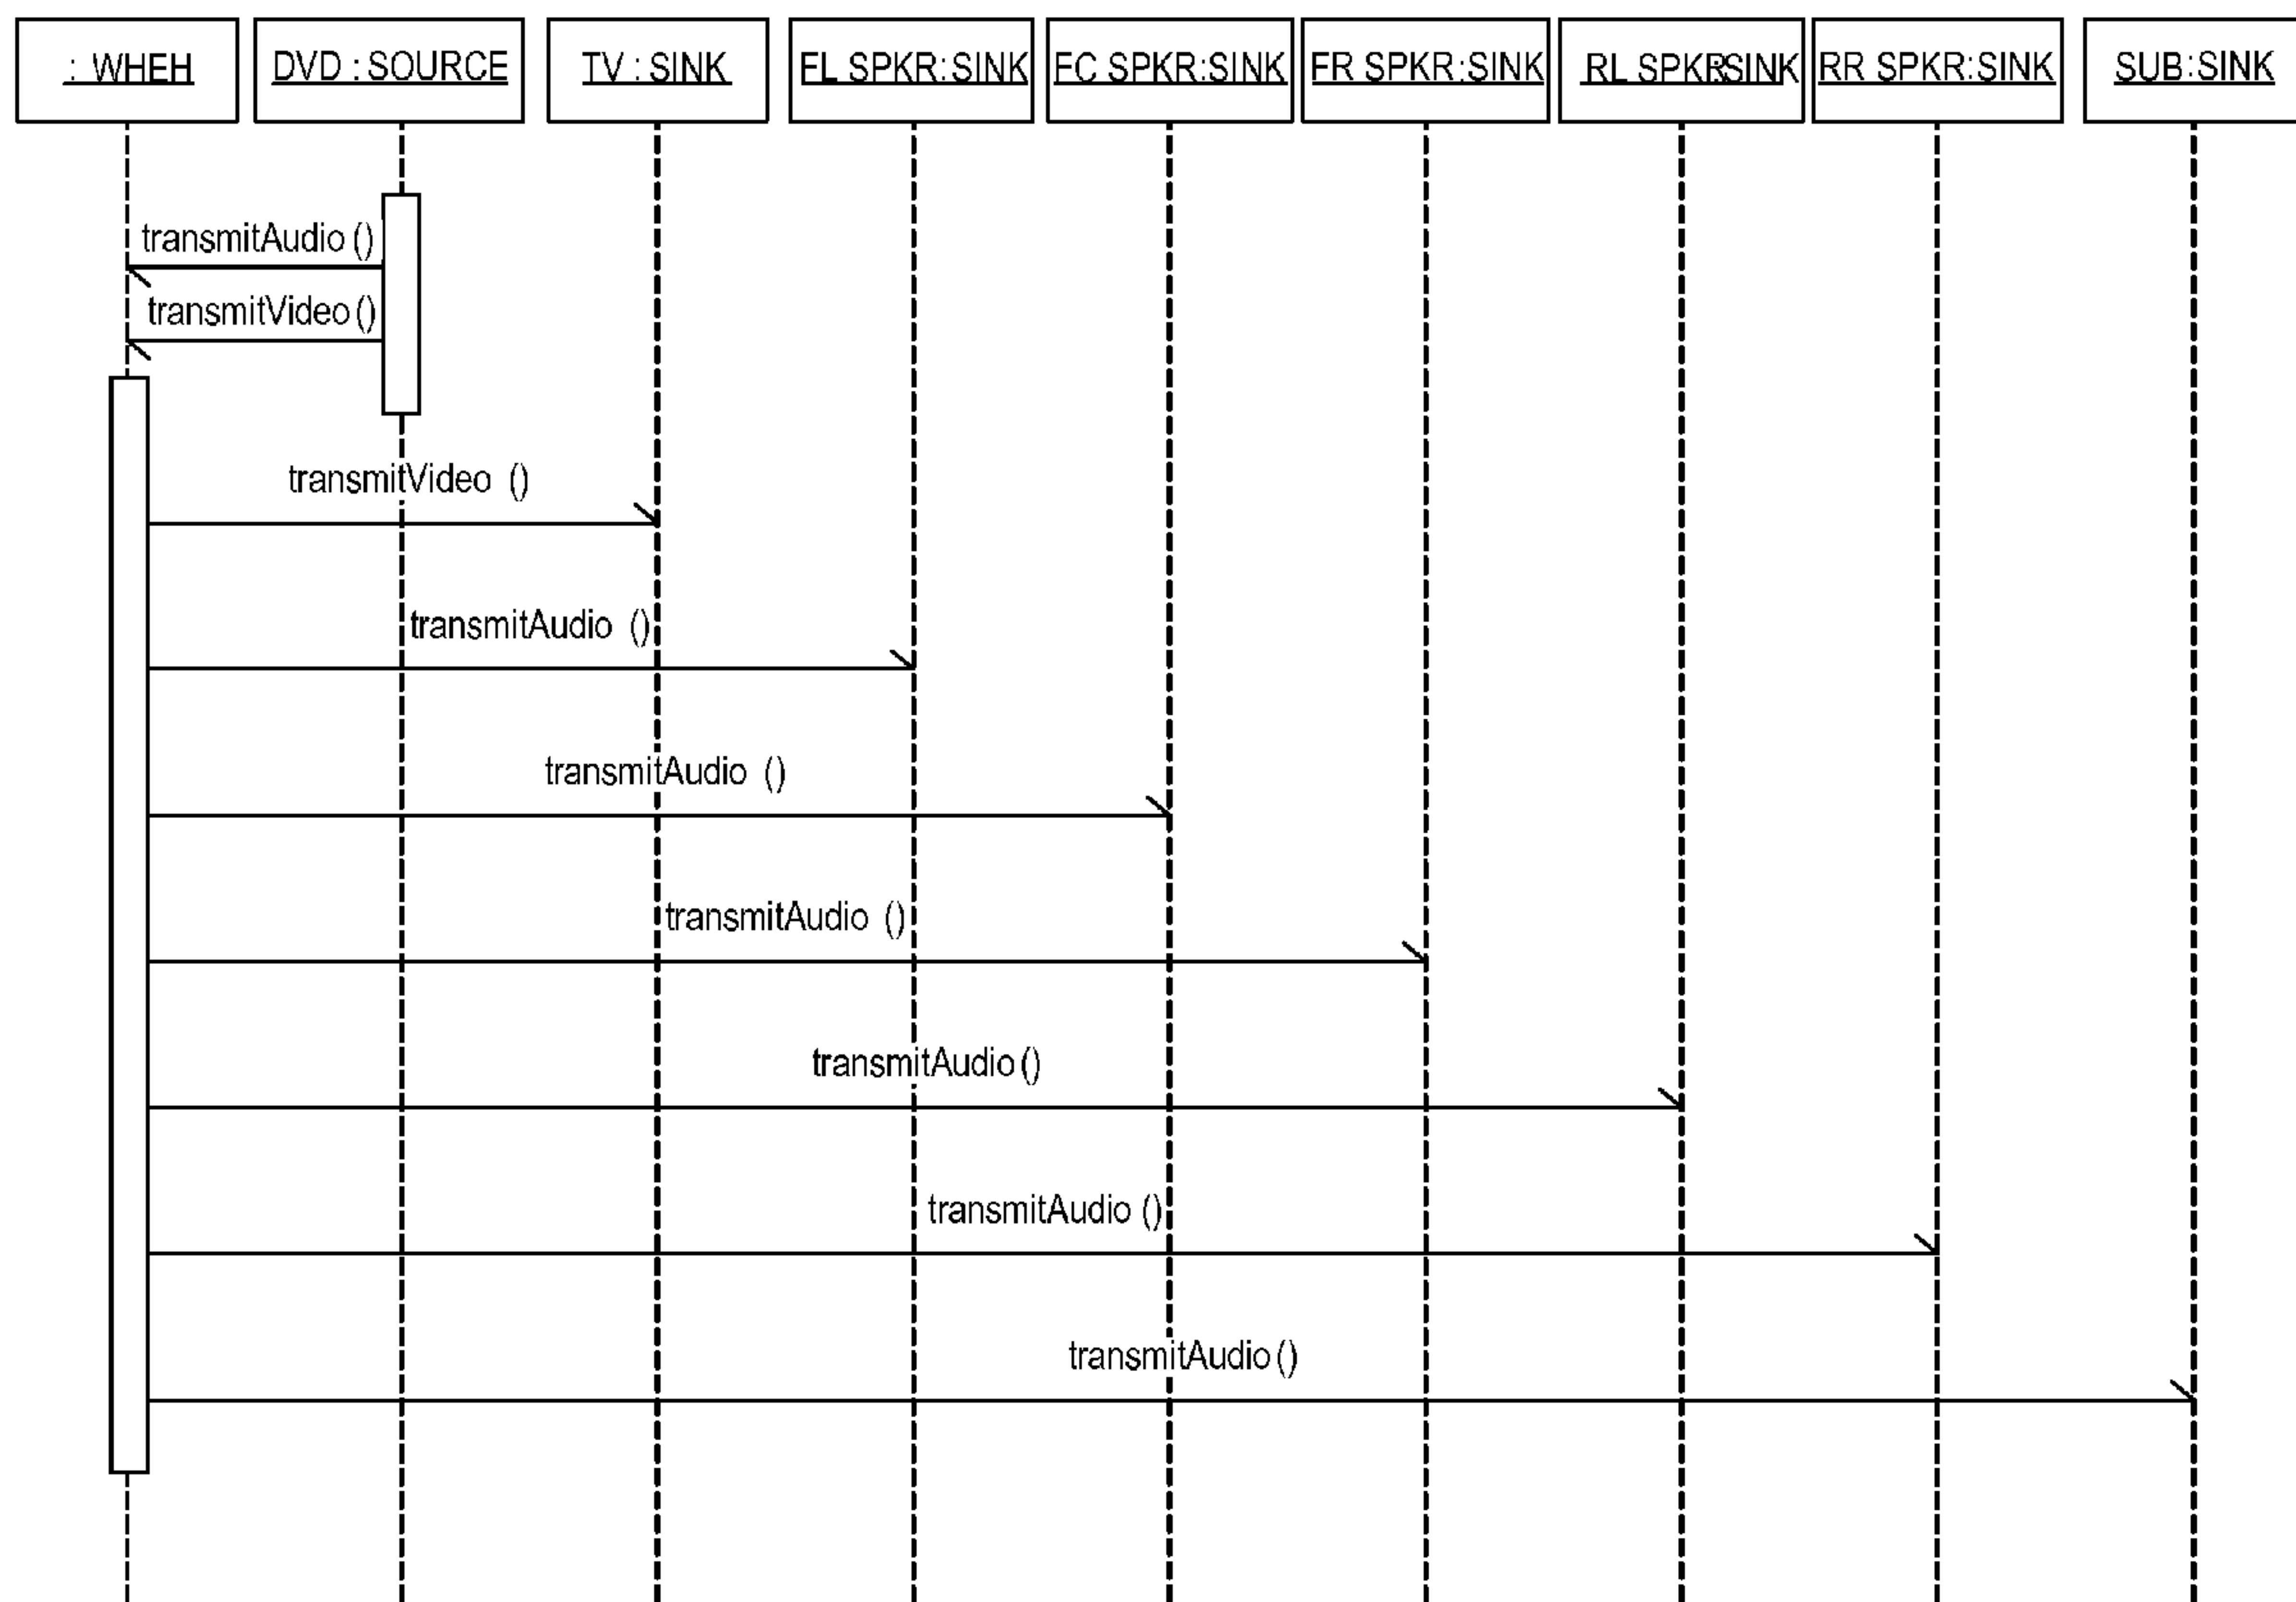 : WHEH
DVD : SOURCE
TV : SINK
FL SPKR:SINK
FC SPKR:SINK
FR SPKR:SINK
RL SPKR:SINK
RR SPKR:SINK
SUB:SINK
transmitAudio ()
transmitVideo ()
transmitVideo ()
transmitAudio ()
transmitAudio ()
transmitAudio ()
transmitAudio ()
transmitAudio ()
transmitAudio ()